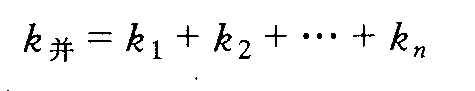 k并 = k1 + k2 + ⋯ + kn